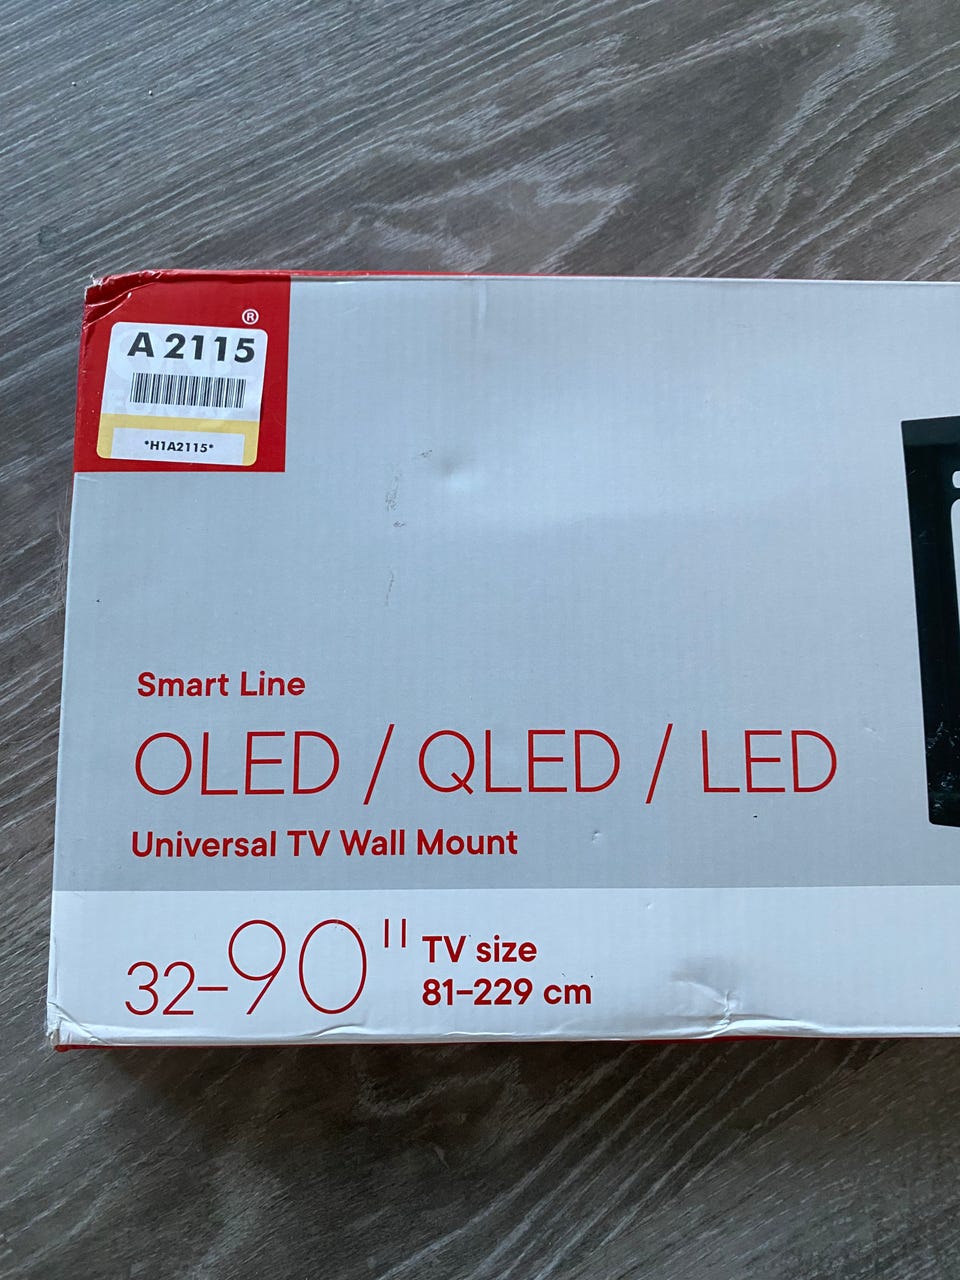 ®
A 2115
*H1A2115*
Smart Line
OLED / QLED / LED
Universal TV Wall Mount
32-90" TV size
81-229 cm